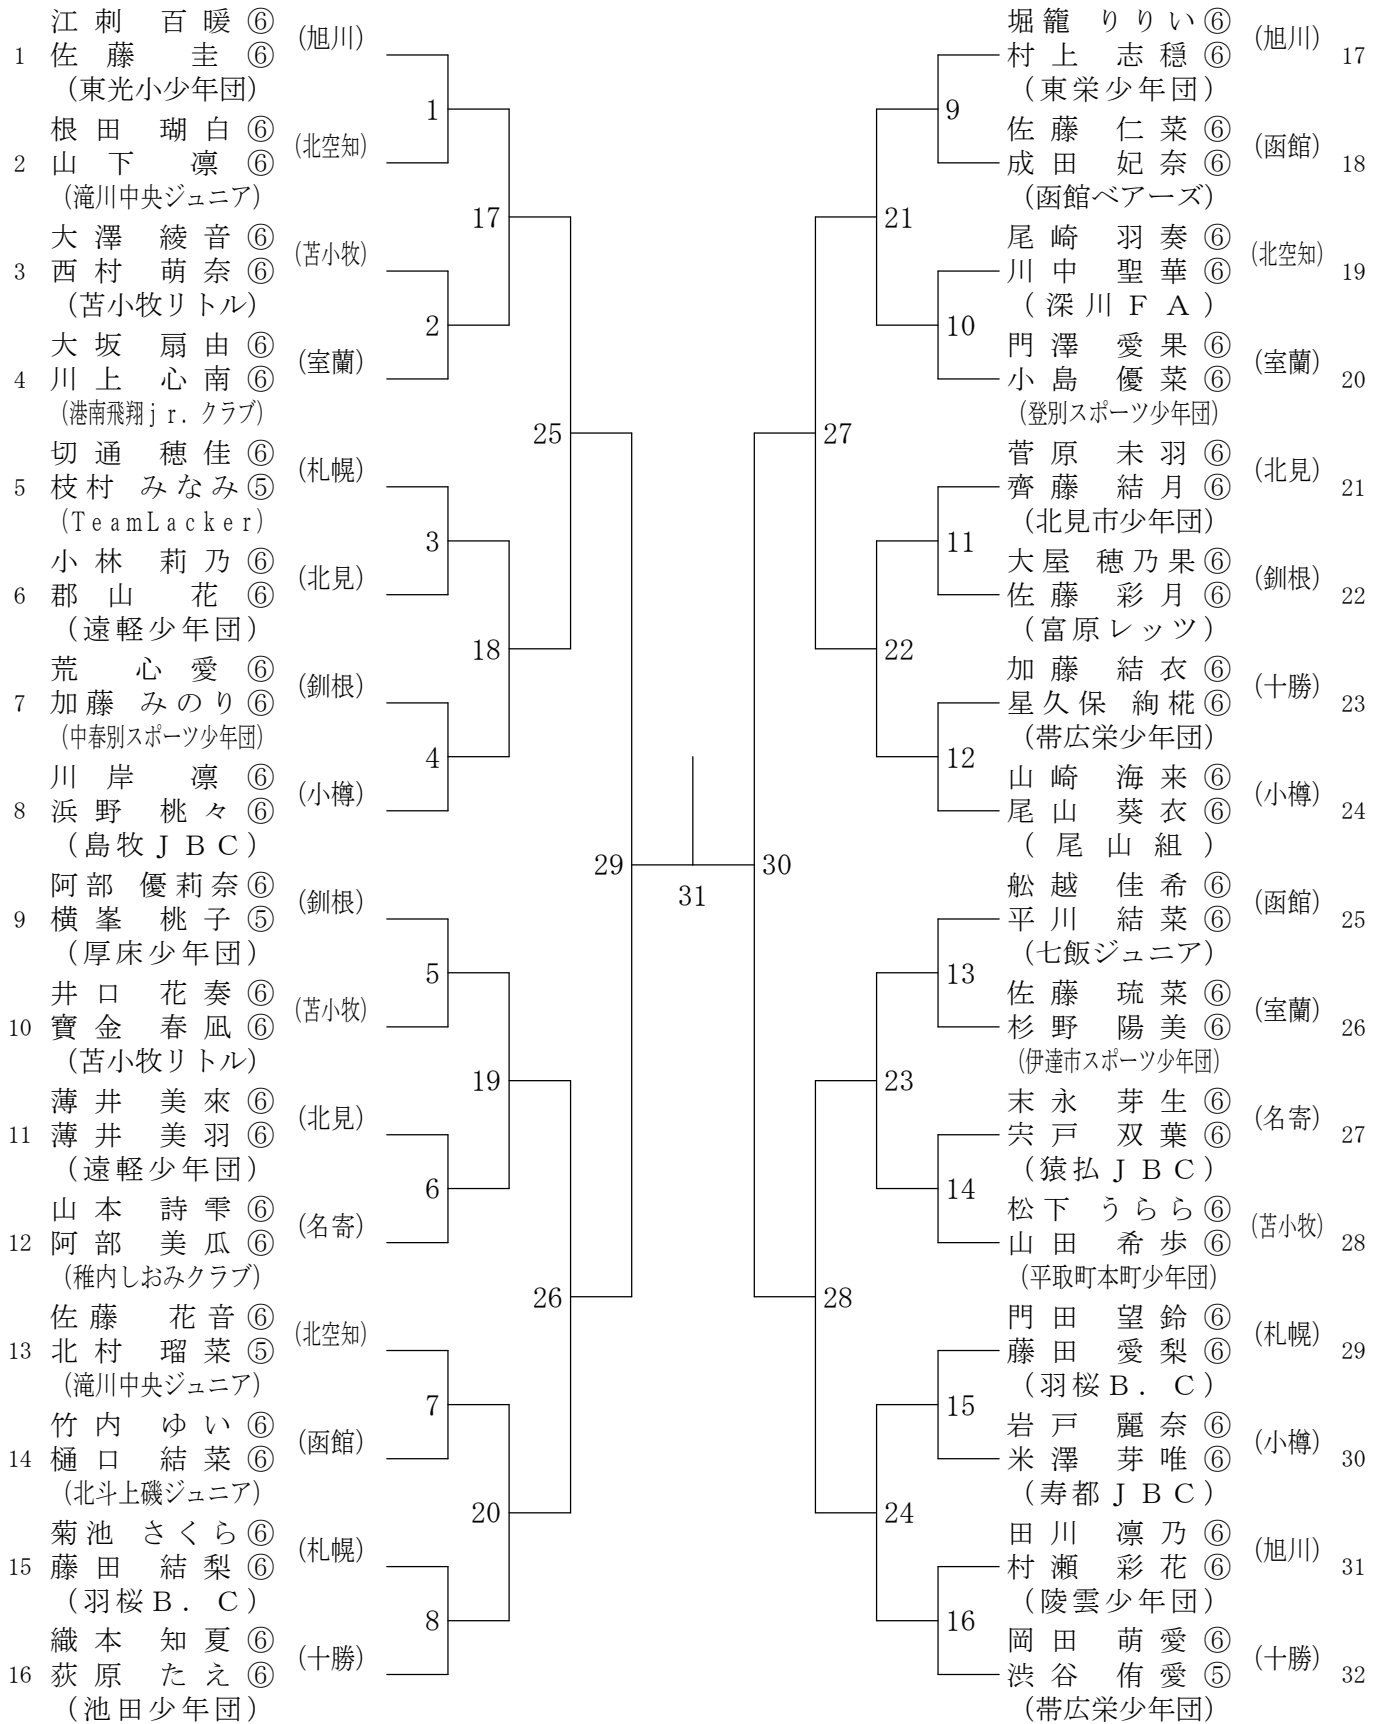 江刺 百暖⑥
(旭川)
1 佐藤 圭⑥
(東光小少年団)
1
根田 瑚白⑥
(北空知)
2 山下 凛⑥
(滝川中央ジュニア)
17
大澤 綾音⑥
(苫小牧)
3 西村 萌奈⑥
(苫小牧リトル)
2
大坂 扇由⑥
(室蘭)
4 川上 心南⑥
(港南飛翔jr.クラブ)
25
切通 穂佳⑥
(札幌)
5 枝村 みなみ⑤
(TeamLacker)
3
小林 莉乃⑥
(北見)
6 郡山 花⑥
(遠軽少年団)
18
荒 心愛⑥
(釧根)
7 加藤 みのり⑥
(中春別スポーツ少年団)
4
川岸 凛⑥
(小樽)
8 浜野 桃々⑥
(島牧JBC)
29
31
阿部 優莉奈⑥
(釧根)
9 横峯 桃子⑤
(厚床少年団)
5
井口 花奏⑥
(苫小牧)
10 寶金 春凪⑥
(苫小牧リトル)
19
薄井 美來⑥
(北見)
11 薄井 美羽⑥
(遠軽少年団)
6
山本 詩雫⑥
(名寄)
12 阿部 美瓜⑥
(稚内しおみクラブ)
26
佐藤 花音⑥
(北空知)
13 北村 瑠菜⑤
(滝川中央ジュニア)
7
竹内 ゆい⑥
(函館)
14 樋口 結菜⑥
(北斗上磯ジュニア)
20
菊池 さくら⑥
(札幌)
15 藤田 結梨⑥
(羽桜B.C)
8
織本 知夏⑥
(十勝)
16 荻原 たえ⑥
(池田少年団)
堀籠 りりい⑥
(旭川)
村上 志穏⑥ 17
(東栄少年団)
9
佐藤 仁菜⑥
(函館)
成田 妃奈⑥ 18
(函館ベアーズ)
21
尾崎 羽奏⑥
(北空知)
川中 聖華⑥ 19
(深川FA)
10
門澤 愛果⑥
(室蘭)
小島 優菜⑥ 20
(登別スポーツ少年団)
27
菅原 未羽⑥
(北見)
齊藤 結月⑥ 21
(北見市少年団)
11
大屋 穂乃果⑥
(釧根)
佐藤 彩月⑥ 22
(富原レッツ)
22
加藤 結衣⑥
(十勝)
星久保 絢椛⑥ 23
(帯広栄少年団)
12
山崎 海来⑥
(小樽)
尾山 葵衣⑥ 24
(尾山組)
30
舩越 佳希⑥
(函館)
平川 結菜⑥ 25
(七飯ジュニア)
13
佐藤 琉菜⑥
(室蘭)
杉野 陽美⑥ 26
(伊達市スポーツ少年団)
23
末永 芽生⑥
(名寄)
宍戸 双葉⑥ 27
(猿払JBC)
14
松下 うらら⑥
(苫小牧)
山田 希歩⑥ 28
(平取町本町少年団)
28
門田 望鈴⑥
(札幌)
藤田 愛梨⑥ 29
(羽桜B.C)
15
岩戸 麗奈⑥
(小樽)
米澤 芽唯⑥ 30
(寿都JBC)
24
田川 凛乃⑥
(旭川)
村瀬 彩花⑥ 31
(陵雲少年団)
16
岡田 萌愛⑥
(十勝)
渋谷 侑愛⑤ 32
(帯広栄少年団)